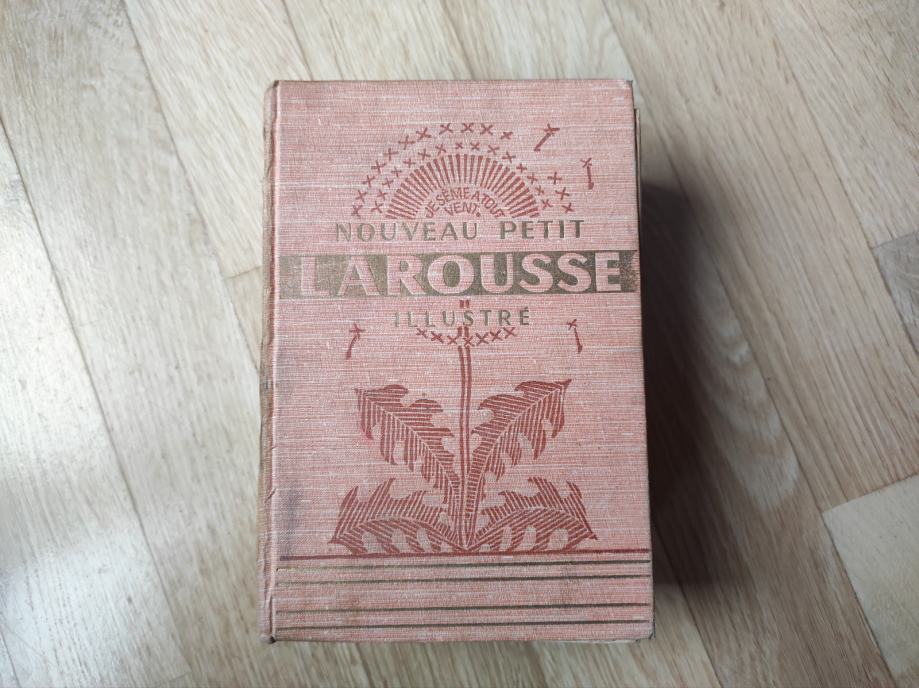 JE SÈME A TOUT
VENT.
NOUVEAU PETIT
LAROUSSE
ILLUSTRÉ